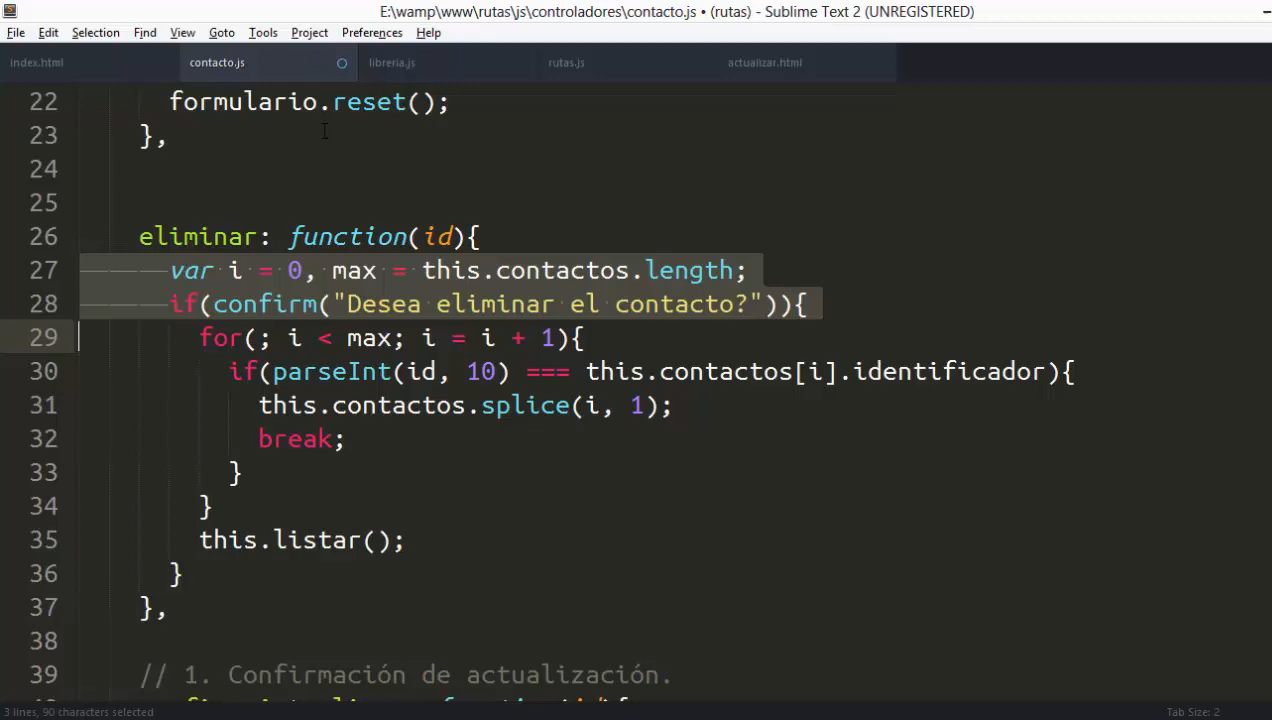 E:\wamp\www\rutas\js\controladores\contacto.js • (rutas) - Sublime Text 2 (UNREGISTERED)
File Edit Selection Find View Goto Tools Project Preferences Help
index.html contacto.js libreria.js rutas.js actualizar.html
22 formulario.reset();
23 },
24
25
26 eliminar: function(id){
27 var i = 0, max = this.contactos.length;
28 if(confirm("Desea eliminar el contacto?")){
29 for(; i < max; i = i + 1){
30 if(parseInt(id, 10) === this.contactos[i].identificador){
31 this.contactos.splice(i, 1);
32 break;
33 }
34 }
35 this.listar();
36 }
37 },
38
39 // 1. Confirmación de actualización.
3 lines, 90 characters selected Tab Size: 2